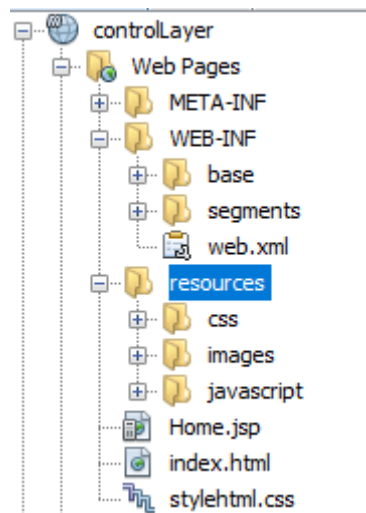 controlLayer
Web Pages
META-INF
WEB-INF
base
segments
web.xml
resources
css
images
javascript
Home.jsp
index.html
stylehtml.css